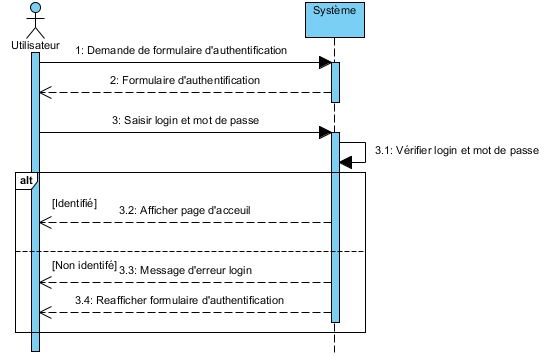 Utilisateur
Système
1: Demande de formulaire d'authentification
2: Formulaire d'authentification
3: Saisir login et mot de passe
3.1: Vérifier login et mot de passe
alt
[Identifié]
3.2: Afficher page d'acceuil
[Non identifé]
3.3: Message d'erreur login
3.4: Reafficher formulaire d'authentification